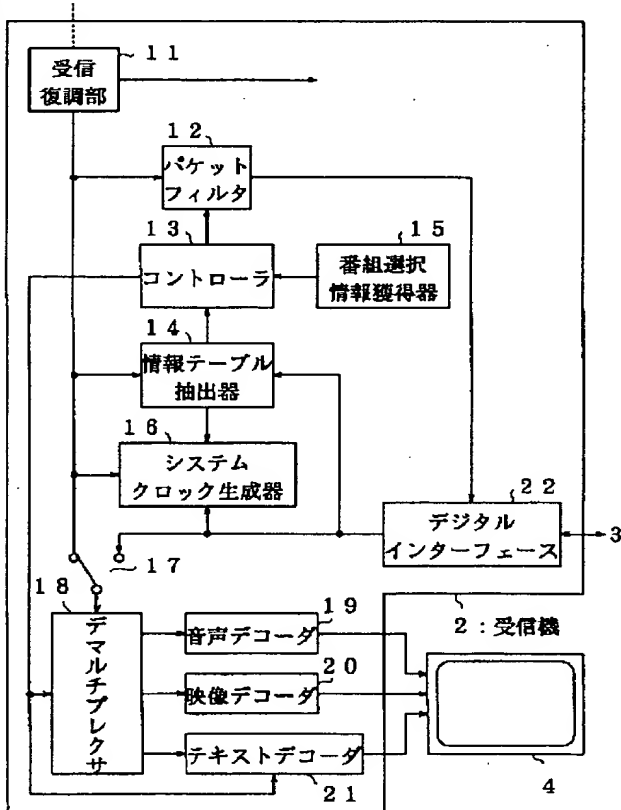 １１
受信
復調部
１２
パケット
フィルタ
１３
コントローラ
１５
番組選択
情報獲得器
１４
情報テーブル
抽出器
１６
システム
クロック生成器
２２
デジタル
インターフェース
３
１７
１８
デマルチプレクサ
１９
音声デコーダ
２：受信機
２０
映像デコーダ
テキストデコーダ
２１
４